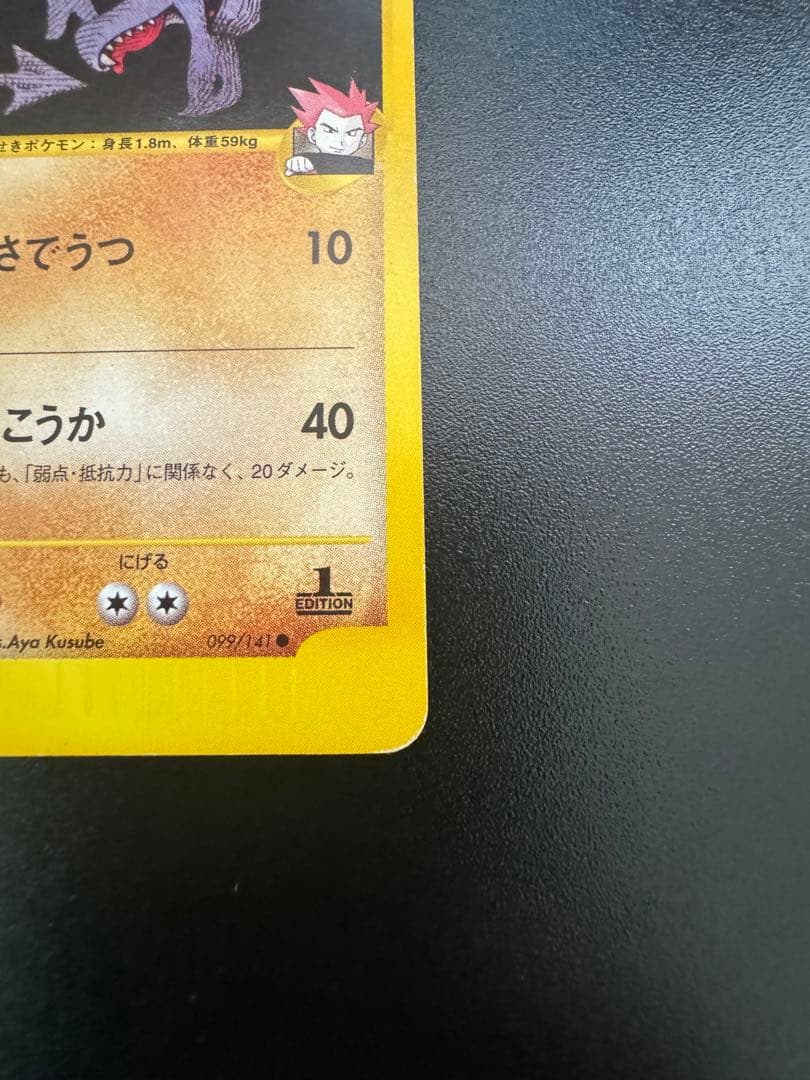 せきポケモン：身長1.8m、体重59kg
さでうつ 10
こうか 40
も、「弱点・抵抗力」に関係なく、20ダメージ。
にげる
1
EDITION
.Aya Kusube 099/141●